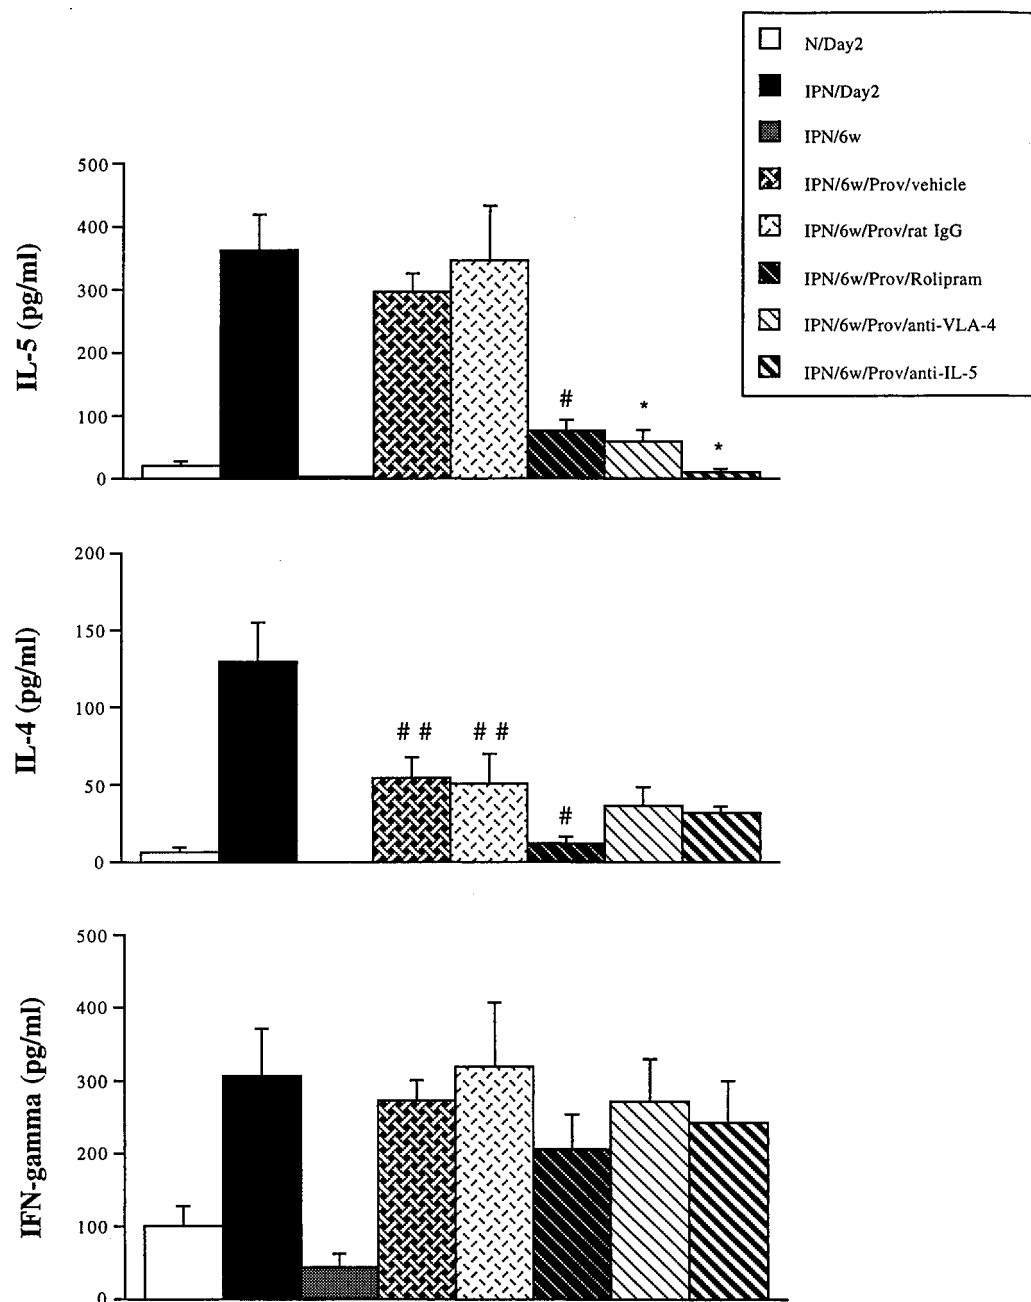 N/Day2
IPN/Day2
IPN/6w
IPN/6w/Prov/vehicle
IPN/6w/Prov/rat IgG
IPN/6w/Prov/Rolipram
IPN/6w/Prov/anti-VLA-4
IPN/6w/Prov/anti-IL-5
IL-5 (pg/ml)
500
400
300
200
100
0
#
*
*
IL-4 (pg/ml)
200
150
100
50
0
# #
# #
#
IFN-gamma (pg/ml)
500
400
300
200
100
0